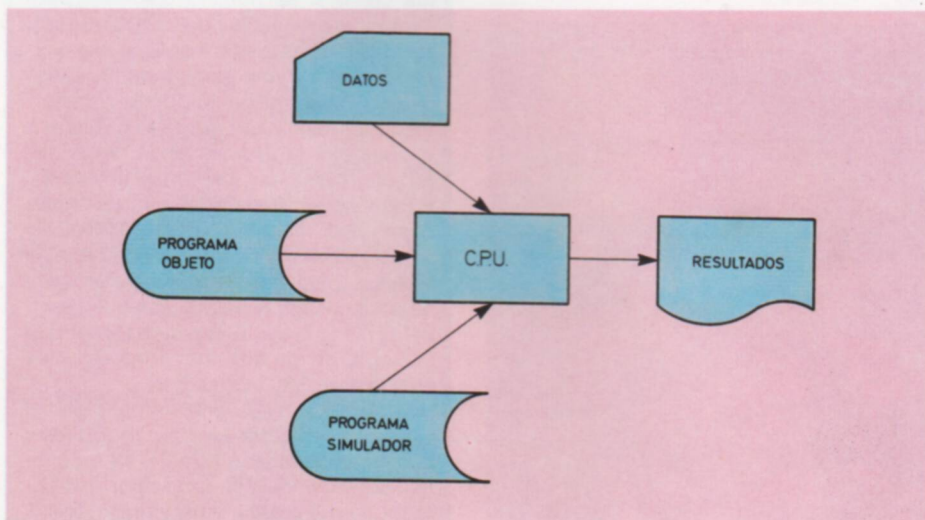 DATOS
PROGRAMA
OBJETO
C.P.U.
RESULTADOS
PROGRAMA
SIMULADOR